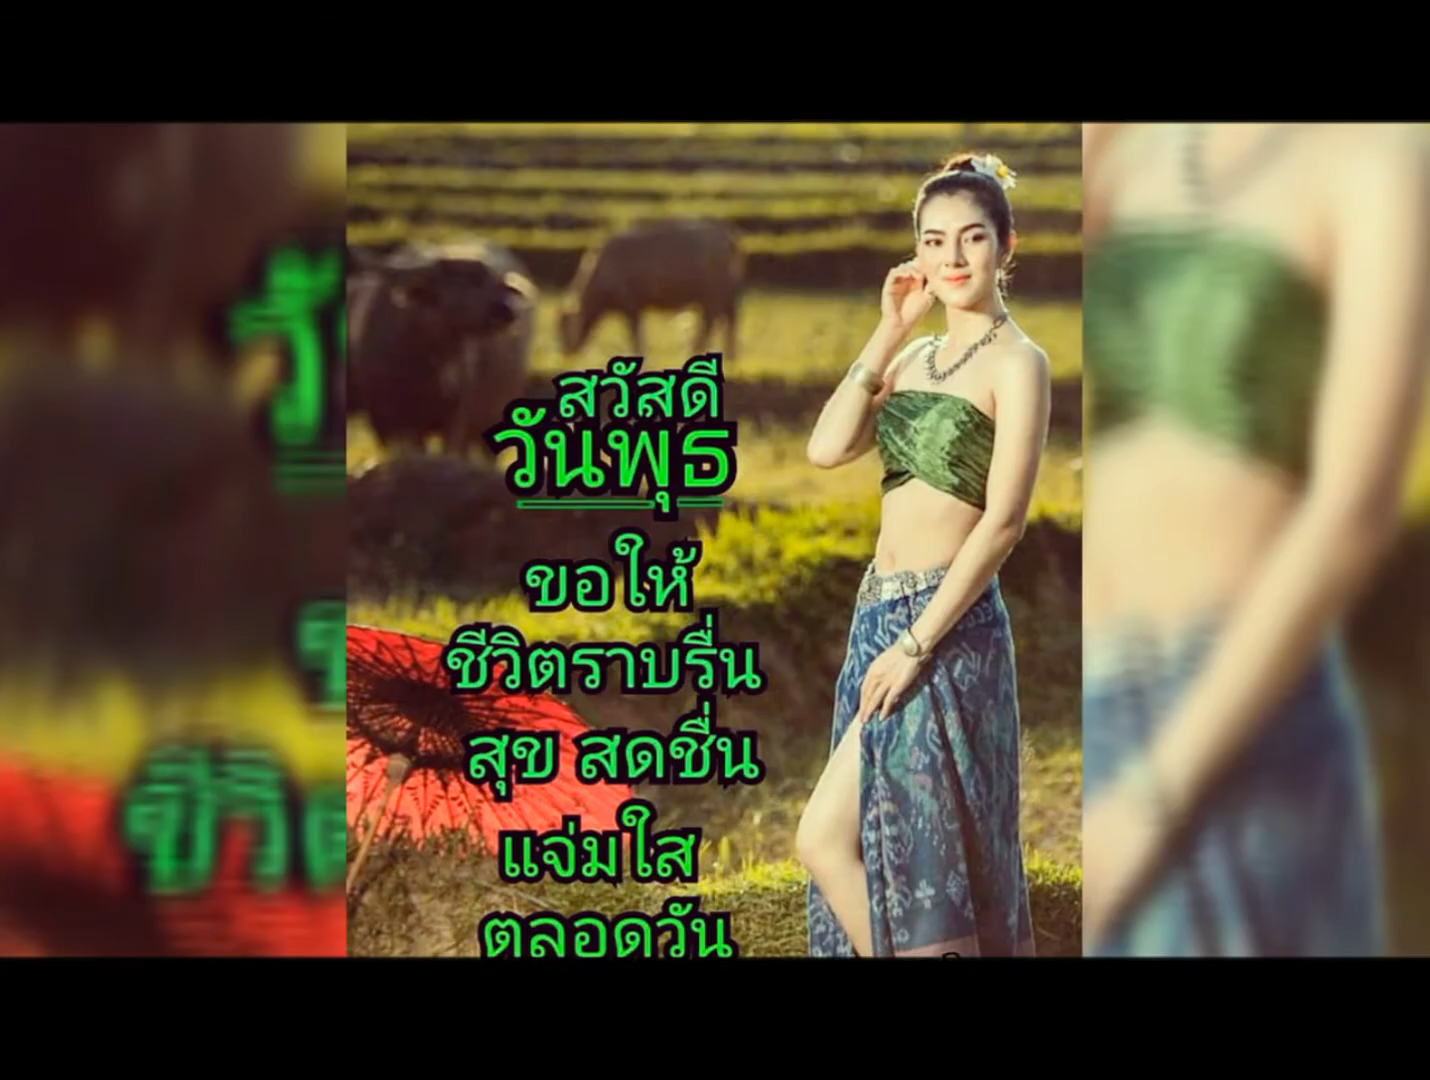 สวัสดี
วันพุธ
ขอให้
ชีวิตราบรื่น
สุข สดชื่น
แจ่มใส
ตลอดวัน